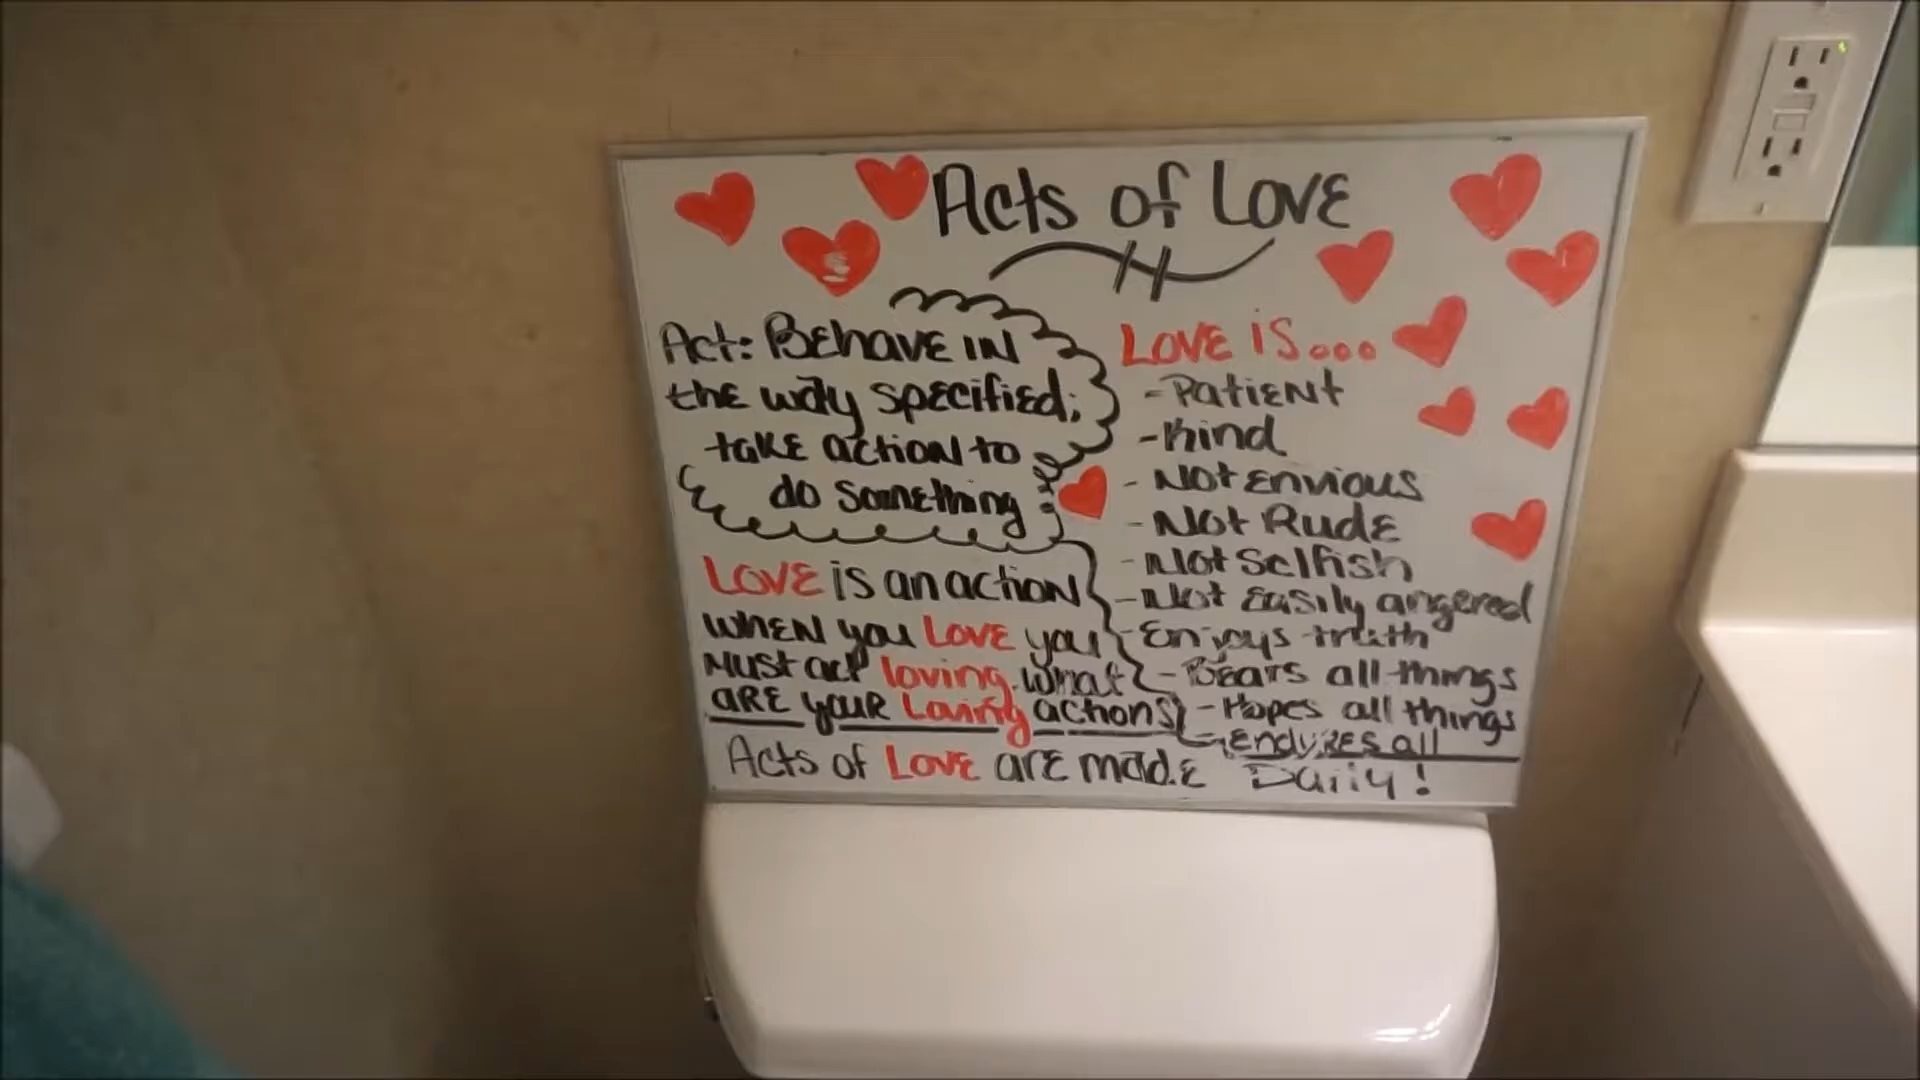 Acts of Love
Act: Behave in
the way specified;
take action to
do something
Love is an action
When you Love you
must act loving. What
are your Loving actions
Love is...
- Patient
- Kind
- Not envious
- Not Rude
- Not Selfish
- Not easily angered
- Enjoys truth
- Bears all things
- Hopes all things
- endures all
Acts of Love are made Daily!